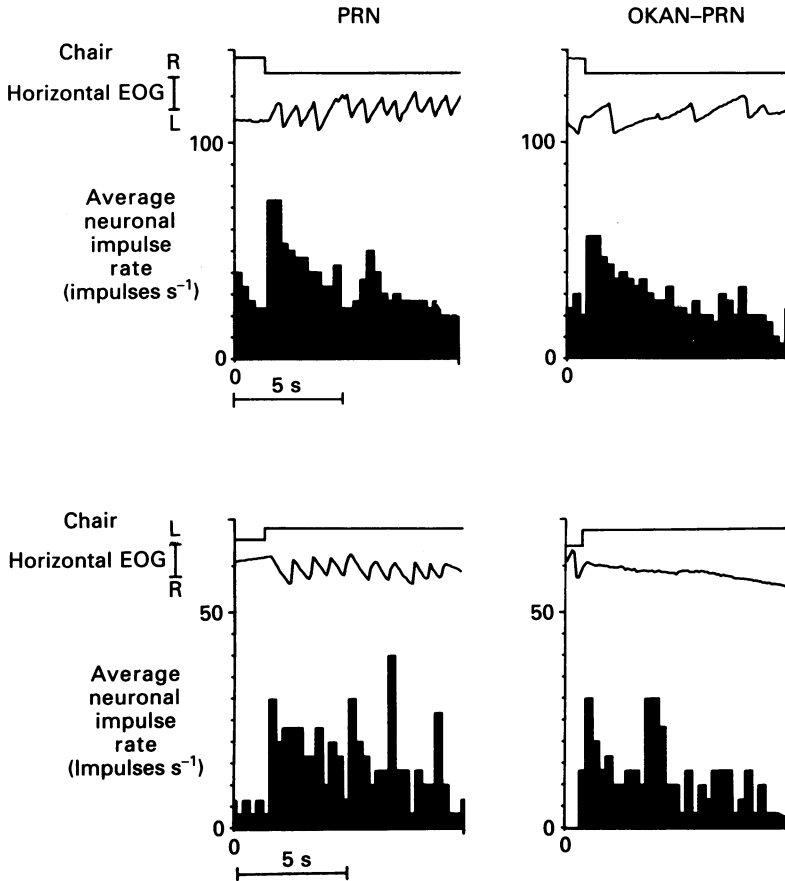 PRN
OKAN–PRN
Chair R
Horizontal EOG
L
100
Average
neuronal
impulse
rate
(impulses s⁻¹)
0
0
5 s
0
0
Chair L
Horizontal EOG
R
50
50
Average
neuronal
impulse
rate
(Impulses s⁻¹)
0
0
0
0
5 s
100